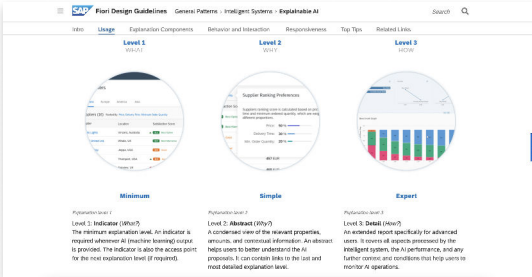 SAP Fiori Design Guidelines General Patterns › Intelligent Systems › Explainable AI Search
Intro Usage Explanation Components Behavior and Interaction Responsiveness Top Tips Related Links
Level 1 Level 2 Level 3
WHAT WHY HOW
Supplier Ranking Preferences
Price
Delivery Time
Minimum Simple Expert
Explanation level 1 Explanation level 2 Explanation level 3
Level 1: Indicator (What?) Level 2: Abstract (Why?) Level 3: Detail (How?)
The minimum explanation level. An indicator is A condensed view of the relevant properties, An extended report specifically for advanced
required whenever AI (machine learning) output amounts, and contextual information. An abstract users. It covers all aspects processed by the
is provided. The indicator is also the access point helps users to better understand the AI intelligent system, the AI performance, and any
for the next explanation level (if required). proposals. It can contain links to the last and further context and conditions that help users to
most detailed explanation level. monitor AI operations.